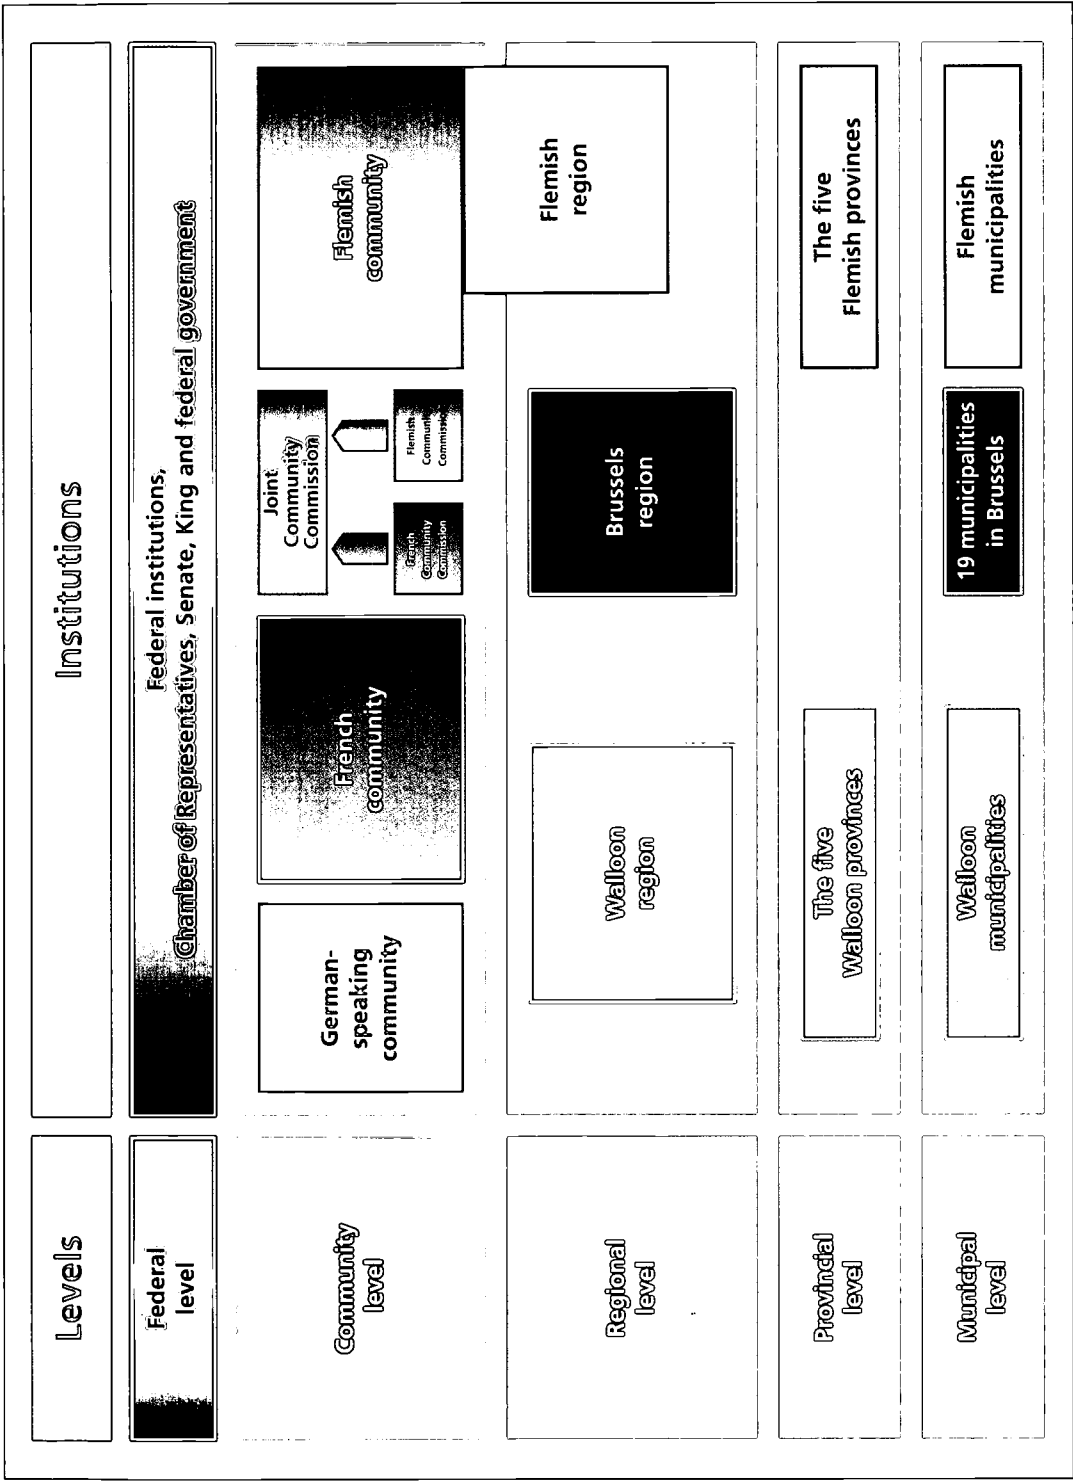 Levels
Institutions
Federal
level
Federal institutions,
Chamber of Representatives, Senate, King and federal government
Community
level
German-
speaking
community
French
community
Joint
Community
Commission
French
Community
Commission
Flemish
Communi
Commissio
Flemish
community
Regional
level
Walloon
region
Brussels
region
Flemish
region
Provincial
level
The five
Walloon provinces
The five
Flemish provinces
Municipal
level
Walloon
municipalities
19 municipalities
in Brussels
Flemish
municipalities